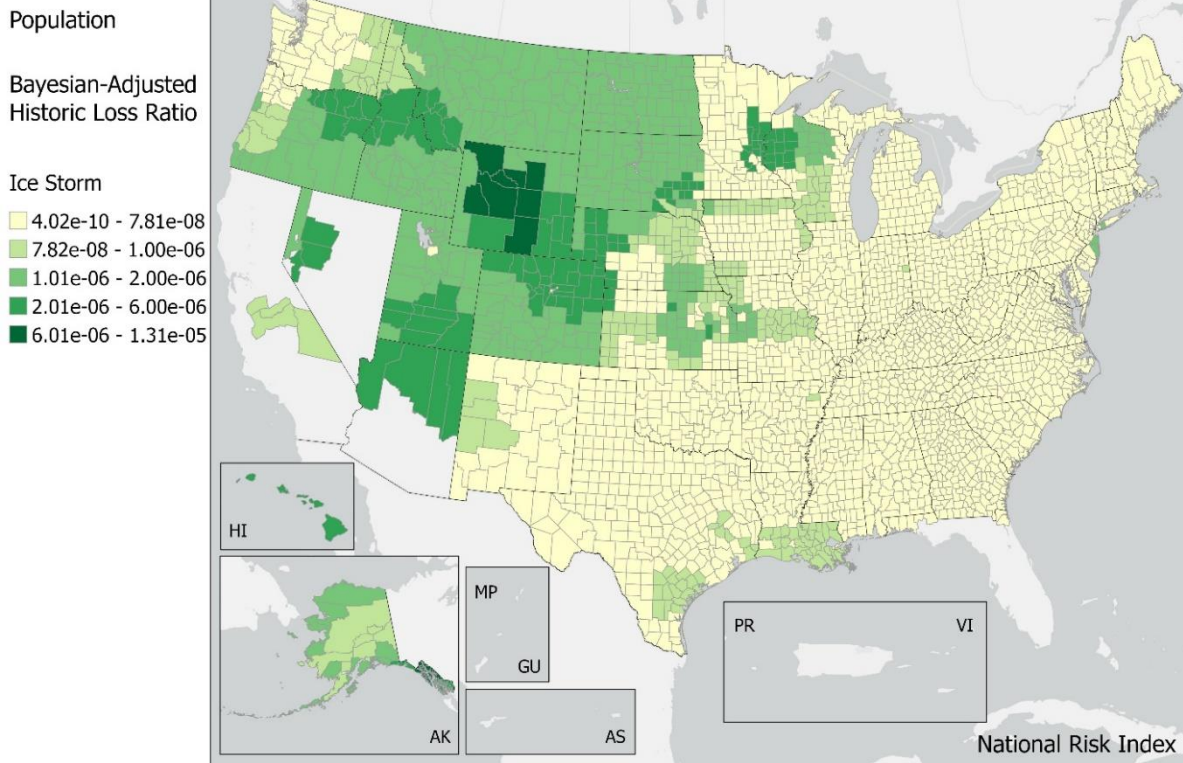 Population
Bayesian-Adjusted
Historic Loss Ratio
Ice Storm
4.02e-10 - 7.81e-08
7.82e-08 - 1.00e-06
1.01e-06 - 2.00e-06
2.01e-06 - 6.00e-06
6.01e-06 - 1.31e-05
HI
AK
MP
GU
AS
PR
VI
National Risk Index